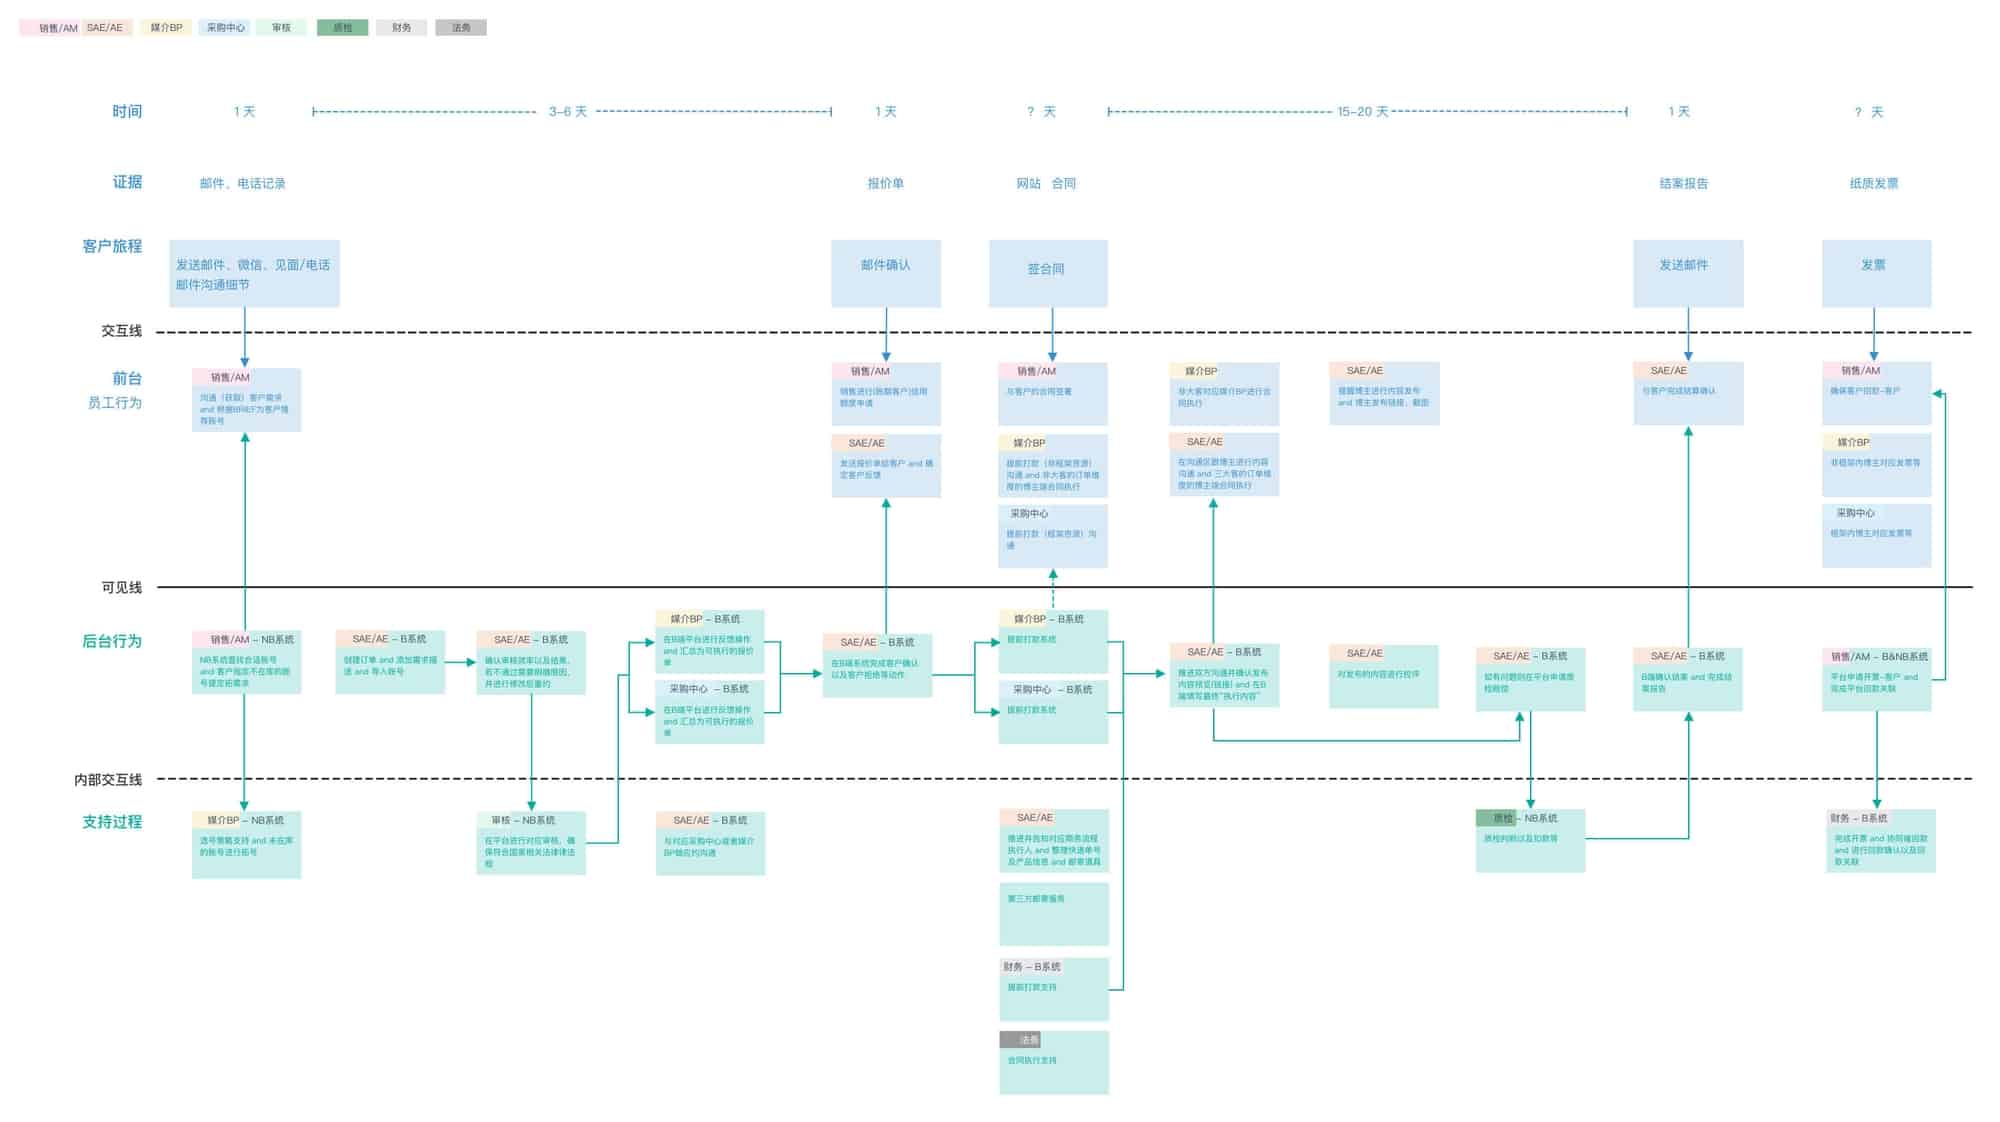 销售/AM SAE/AE 媒介BP 采购中心 审核 质检 财务 法务
时间 1 天 3–6 天 1 天 ? 天 15–20 天 1 天 ? 天
证据 邮件、电话记录 报价单 网站 合同 结案报告 纸质发票
客户旅程
发送邮件、微信、见面/电话
邮件沟通细节
邮件确认
签合同
发送邮件
发票
交互线
前台
员工行为
销售/AM
沟通（获取）客户需求
and 根据BRIEF为客户推
荐账号
销售/AM
销售进行(账期客户)信用
额度申请
SAE/AE
发送报价单给客户 and 确
定客户反馈
销售/AM
与客户的合同签署
媒介BP
提前打款（非框架资源）
沟通 and 非大客的订单维
度的博主端合同执行
采购中心
提前打款（框架资源）沟
通
媒介BP
非大客对应媒介BP进行合
同执行
SAE/AE
在沟通区跟博主进行内容
沟通 and 三大客的订单维
度的博主端合同执行
SAE/AE
提醒博主进行内容发布
and 博主发布链接、截图
SAE/AE
与客户完成结算确认
销售/AM
确保客户回款–客户
媒介BP
非框架内博主对应发票等
采购中心
框架内博主对应发票等
可见线
后台行为
销售/AM – NB系统
NB系统查找合适账号
and 客户指定不在库的账
号提定拓需求
SAE/AE – B系统
创建订单 and 添加需求描
述 and 导入账号
SAE/AE – B系统
确认审核效率以及结果，
若不通过需要明确原因，
并进行修改后重约
媒介BP – B系统
在B端平台进行反馈操作
and 汇总为可执行的报价
单
采购中心 – B系统
在B端平台进行反馈操作
and 汇总为可执行的报价
单
SAE/AE – B系统
在B端系统完成客户确认
以及客户拒绝等动作
媒介BP – B系统
提前打款系统
采购中心 – B系统
提前打款系统
SAE/AE – B系统
推进双方沟通并确认发布
内容预览(链接) and 在B
端填写最终“执行内容”
SAE/AE
对发布的内容进行控评
SAE/AE – B系统
如有问题则在平台申请质
检赔偿
SAE/AE – B系统
B端确认结案 and 完成结
案报告
销售/AM – B&NB系统
平台申请开票–客户 and
完成平台回款关联
内部交互线
支持过程
媒介BP – NB系统
选号策略支持 and 未在库
的账号进行拓号
审核 – NB系统
在平台进行对应审核，确
保符合国家相关法律律法
规
SAE/AE – B系统
与对应采购中心或者媒介
BP做应约沟通
SAE/AE
推进并告知对应商务流程
执行人 and 整理快递单号
及产品信息 and 邮寄道具
第三方邮寄服务
财务 – B系统
提前打款支持
法务
合同执行支持
质检 – NB系统
质检判断以及扣款等
财务 – B系统
完成开票 and 协同催回款
and 进行回款确认以及回
款关联